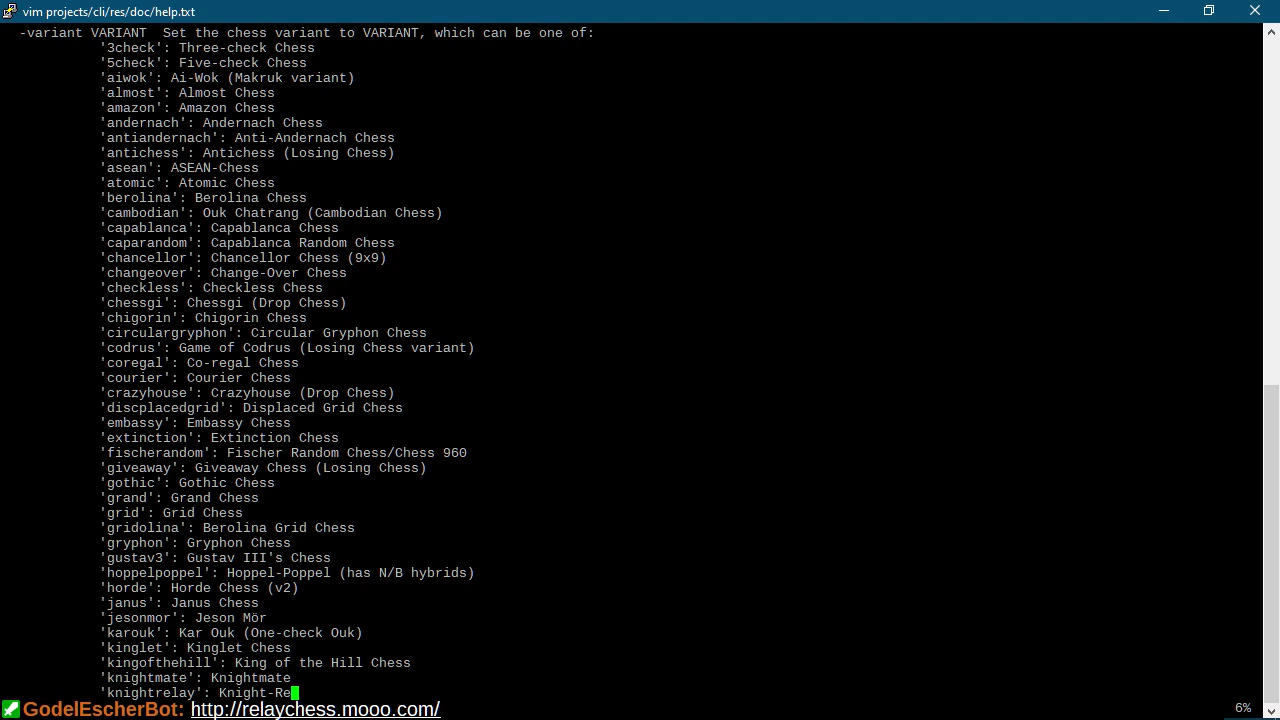 vim projects/cli/res/doc/help.txt
-variant VARIANT  Set the chess variant to VARIANT, which can be one of:
'3check': Three-check Chess
'5check': Five-check Chess
'aiwok': Ai-Wok (Makruk variant)
'almost': Almost Chess
'amazon': Amazon Chess
'andernach': Andernach Chess
'antiandernach': Anti-Andernach Chess
'antichess': Antichess (Losing Chess)
'asean': ASEAN-Chess
'atomic': Atomic Chess
'berolina': Berolina Chess
'cambodian': Ouk Chatrang (Cambodian Chess)
'capablanca': Capablanca Chess
'caparandom': Capablanca Random Chess
'chancellor': Chancellor Chess (9x9)
'changeover': Change-Over Chess
'checkless': Checkless Chess
'chessgi': Chessgi (Drop Chess)
'chigorin': Chigorin Chess
'circulargryphon': Circular Gryphon Chess
'codrus': Game of Codrus (Losing Chess variant)
'coregal': Co-regal Chess
'courier': Courier Chess
'crazyhouse': Crazyhouse (Drop Chess)
'discplacedgrid': Displaced Grid Chess
'embassy': Embassy Chess
'extinction': Extinction Chess
'fischerandom': Fischer Random Chess/Chess 960
'giveaway': Giveaway Chess (Losing Chess)
'gothic': Gothic Chess
'grand': Grand Chess
'grid': Grid Chess
'gridolina': Berolina Grid Chess
'gryphon': Gryphon Chess
'gustav3': Gustav III's Chess
'hoppelpoppel': Hoppel-Poppel (has N/B hybrids)
'horde': Horde Chess (v2)
'janus': Janus Chess
'jesonmor': Jeson Mör
'karouk': Kar Ouk (One-check Ouk)
'kinglet': Kinglet Chess
'kingofthehill': King of the Hill Chess
'knightmate': Knightmate
'knightrelay': Knight-Re
GodelEscherBot: http://relaychess.mooo.com/
6%